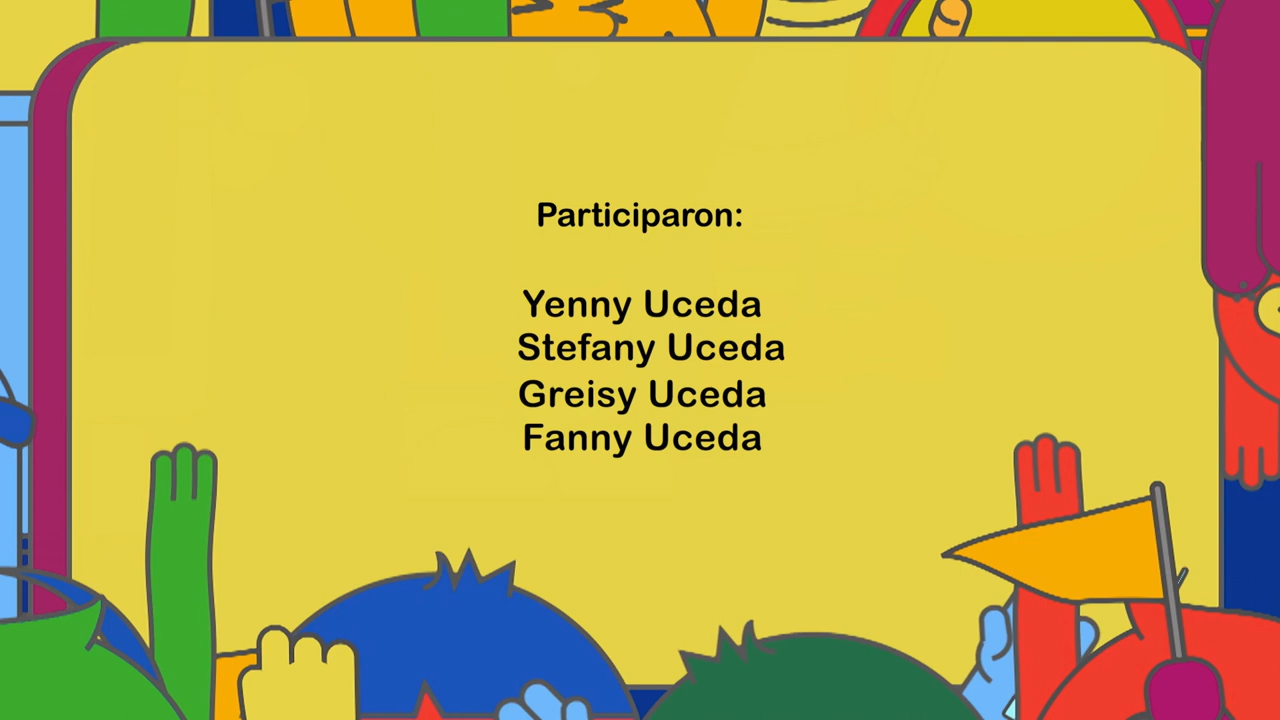 Participaron:
Yenny Uceda
Stefany Uceda
Greisy Uceda
Fanny Uceda